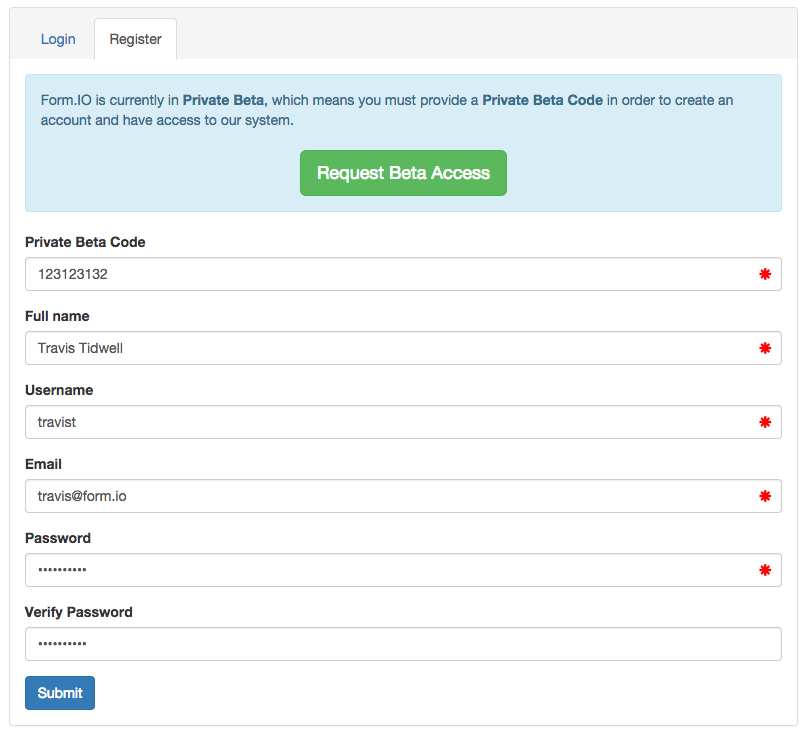 Login Register
Form.IO is currently in Private Beta, which means you must provide a Private Beta Code in order to create an
account and have access to our system.
Request Beta Access
Private Beta Code
123123132
Full name
Travis Tidwell
Username
travist
Email
travis@form.io
Password
••••••••••
Verify Password
••••••••••
Submit